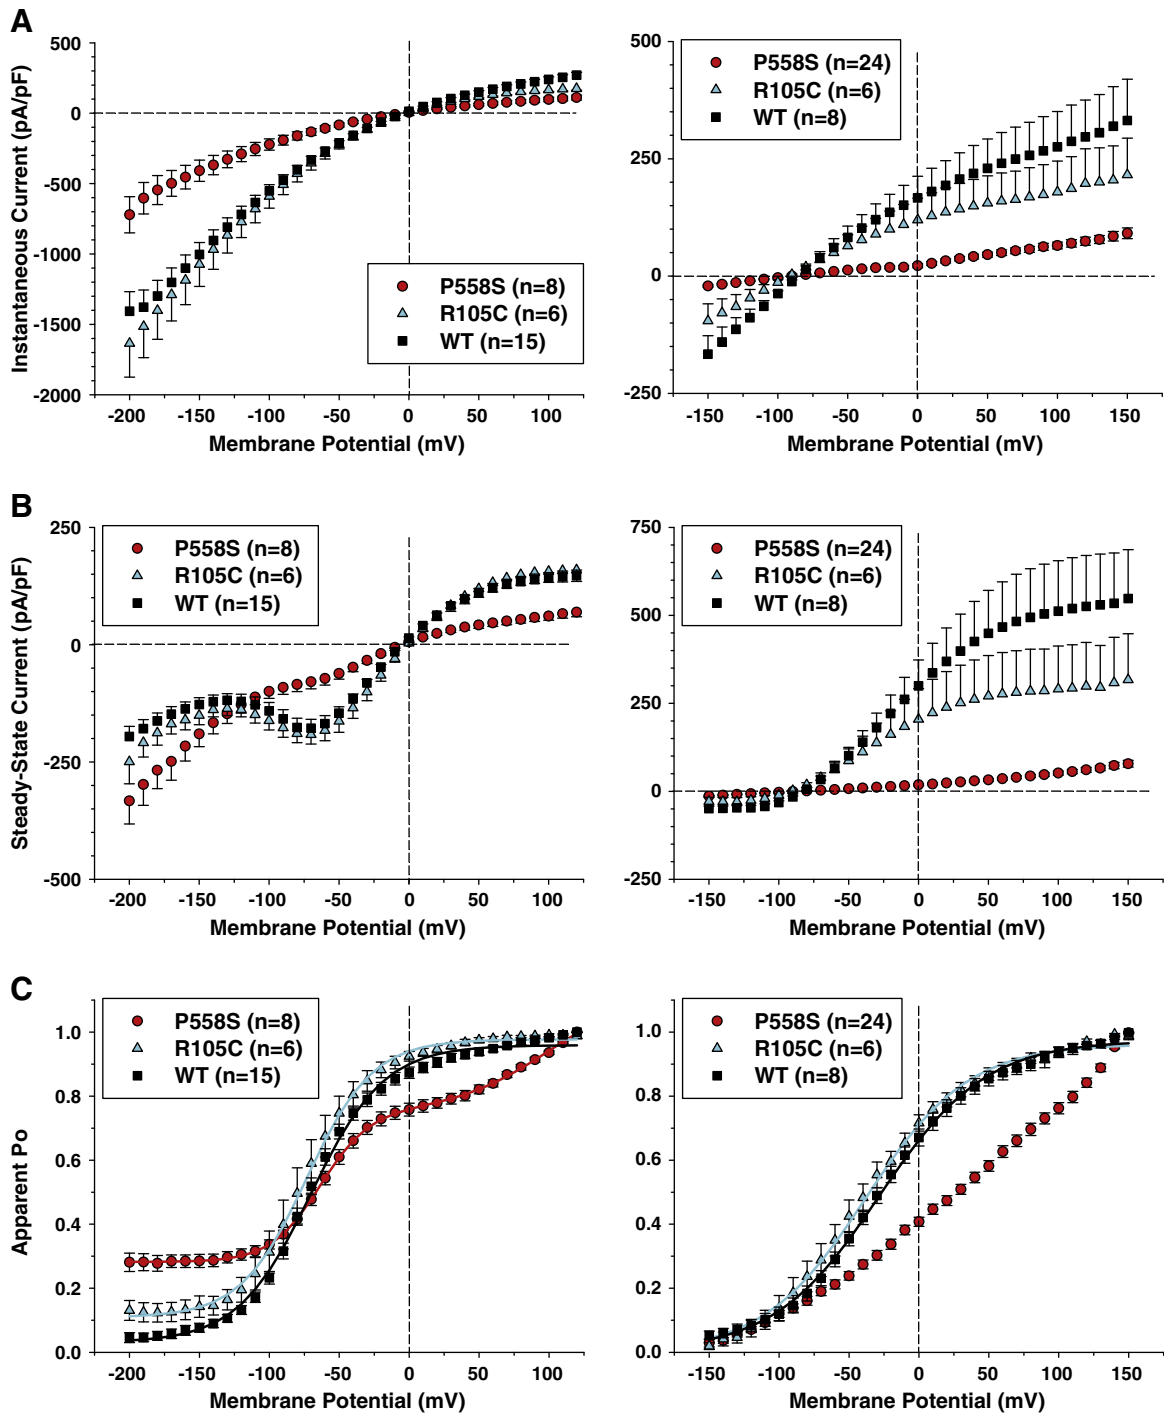 A
Instantaneous Current (pA/pF)
500
0
-500
-1000
-1500
-2000
P558S (n=8)
R105C (n=6)
WT (n=15)
-200 -150 -100 -50 0 50 100
Membrane Potential (mV)
500
250
0
-250
P558S (n=24)
R105C (n=6)
WT (n=8)
-150 -100 -50 0 50 100 150
Membrane Potential (mV)
B
Steady-State Current (pA/pF)
250
0
-250
-500
P558S (n=8)
R105C (n=6)
WT (n=15)
-200 -150 -100 -50 0 50 100
Membrane Potential (mV)
750
500
250
0
-250
P558S (n=24)
R105C (n=6)
WT (n=8)
-150 -100 -50 0 50 100 150
Membrane Potential (mV)
C
Apparent Po
1.0
0.8
0.6
0.4
0.2
0.0
P558S (n=8)
R105C (n=6)
WT (n=15)
-200 -150 -100 -50 0 50 100
Membrane Potential (mV)
1.0
0.8
0.6
0.4
0.2
0.0
P558S (n=24)
R105C (n=6)
WT (n=8)
-150 -100 -50 0 50 100 150
Membrane Potential (mV)